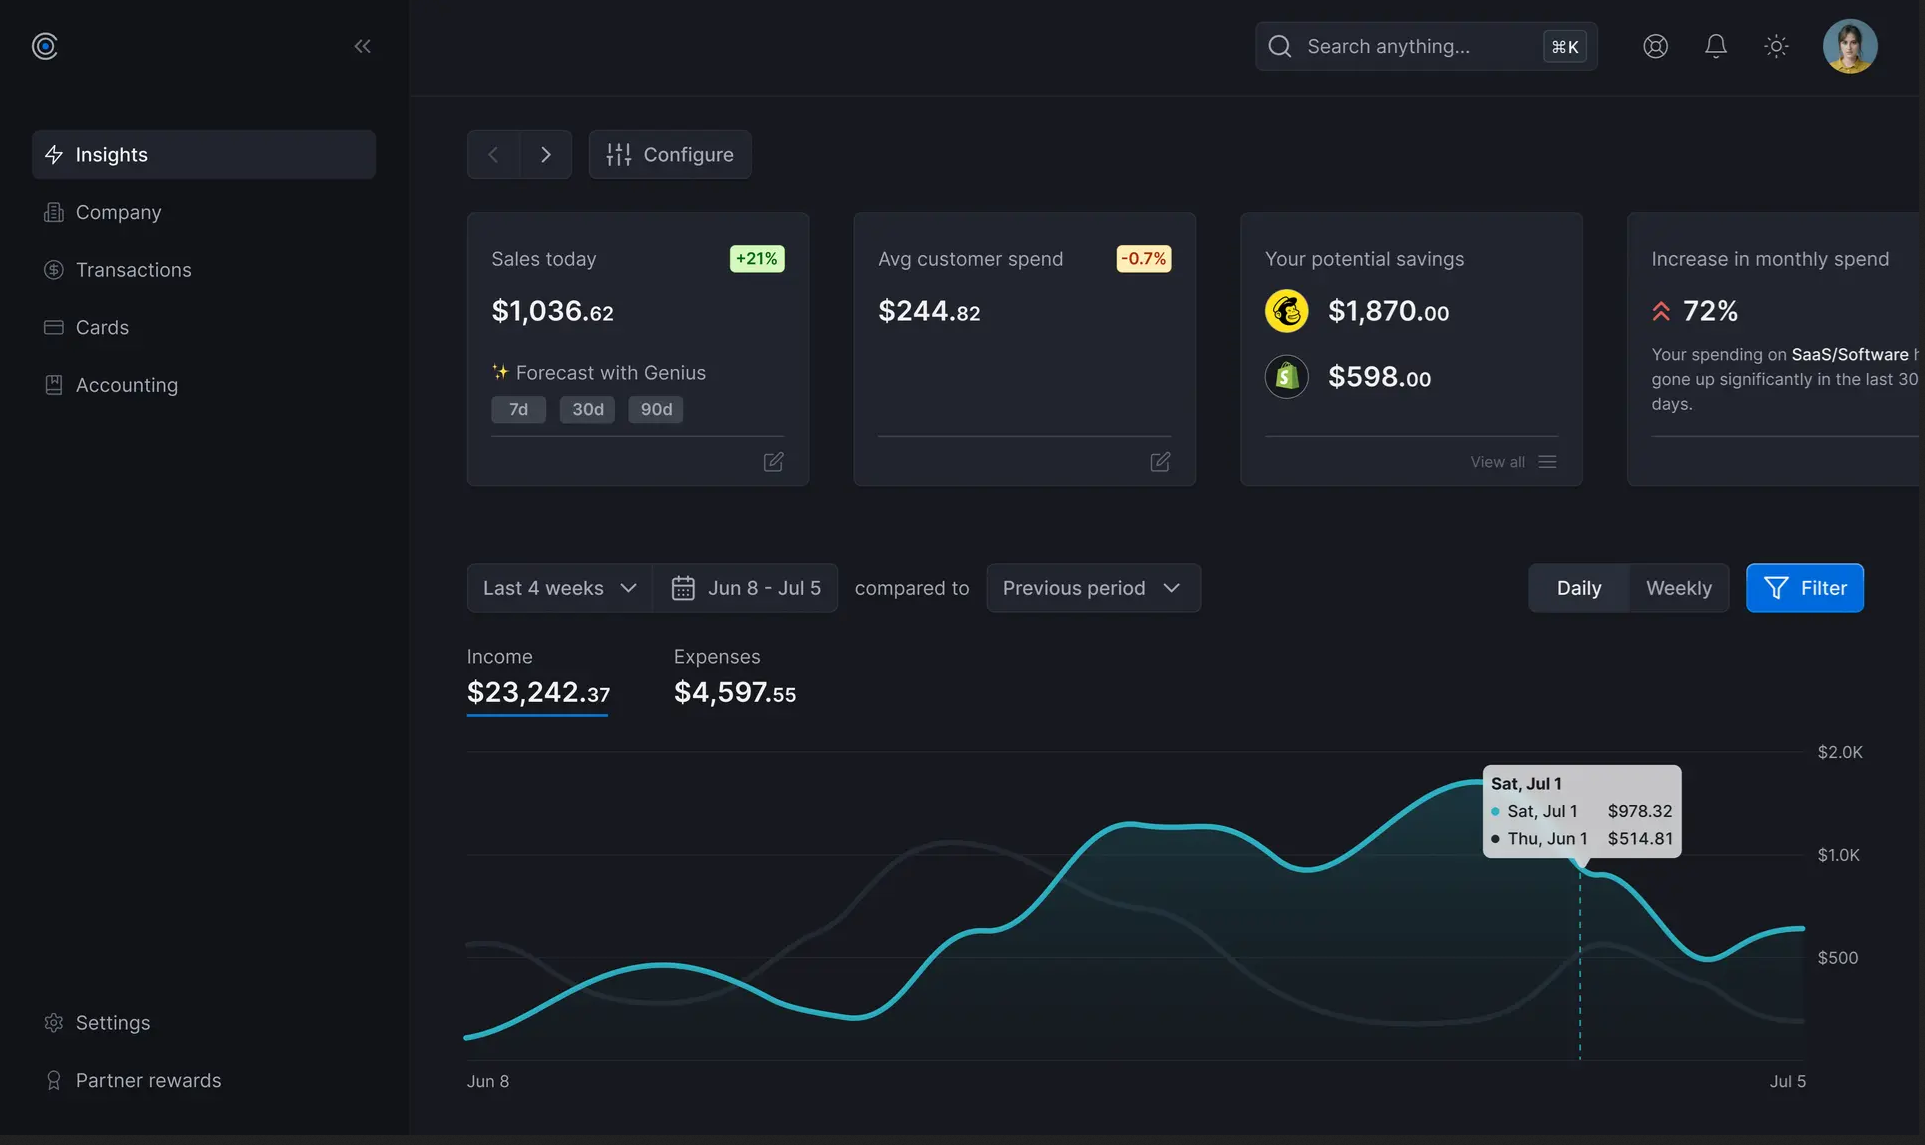 Search anything...
⌘K
Insights
Company
Transactions
Cards
Accounting
Settings
Partner rewards
Configure
Sales today
+21%
$1,036.62
✨ Forecast with Genius
7d
30d
90d
Avg customer spend
-0.7%
$244.82
Your potential savings
$1,870.00
$598.00
View all
Increase in monthly spend
72%
Your spending on SaaS/Software
gone up significantly in the last 30
days.
Last 4 weeks
Jun 8 - Jul 5
compared to
Previous period
Daily
Weekly
Filter
Income
$23,242.37
Expenses
$4,597.55
$2.0K
$1.0K
$500
Sat, Jul 1
Sat, Jul 1 $978.32
Thu, Jun 1 $514.81
Jun 8
Jul 5